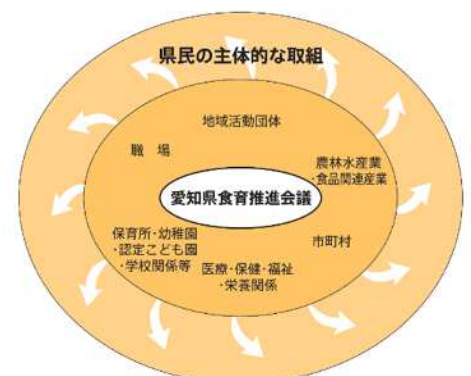 県民の主体的な取組
地域活動団体
職場
農林水産業
・食品関連産業
愛知県食育推進会議
保育所・幼稚園
・認定こども園
・学校関係等
市町村
医療・保健・福祉
・栄養関係